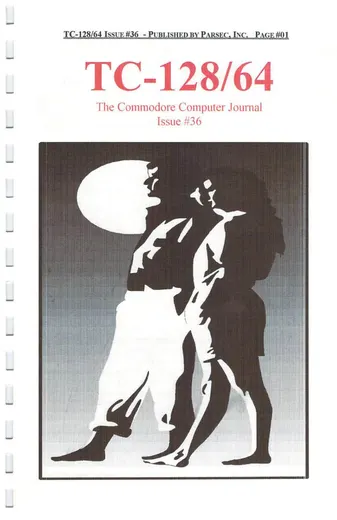 TC-128/64 ISSUE #36 - PUBLISHED BY PARSEC, INC. PAGE #01
TC-128/64
The Commodore Computer Journal
Issue #36